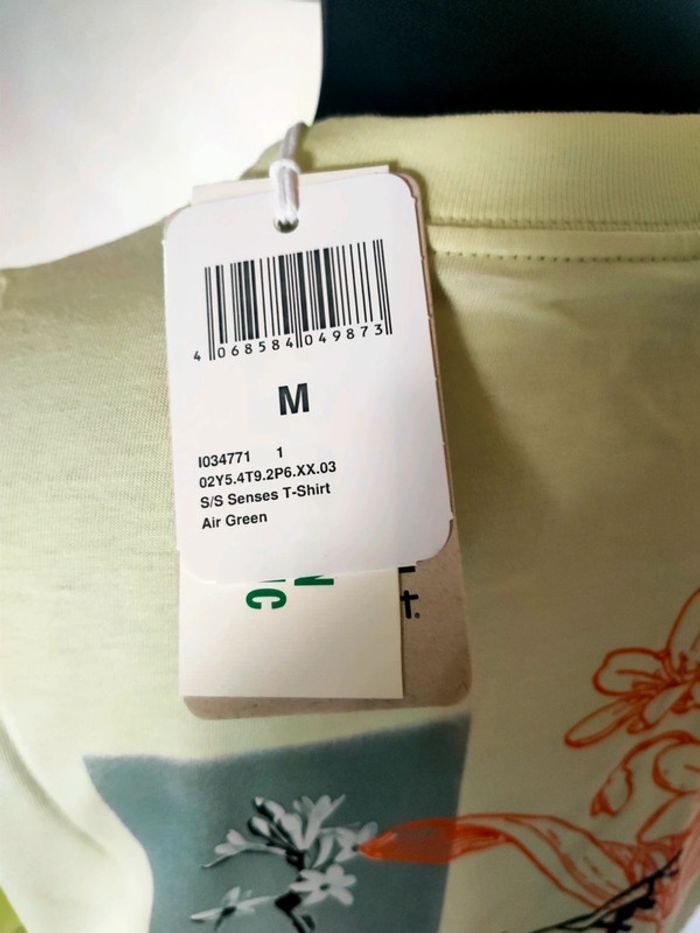 4 068584 049873
M
I034771 1
02Y5.4T9.2P6.XX.03
S/S Senses T-Shirt
Air Green
t.